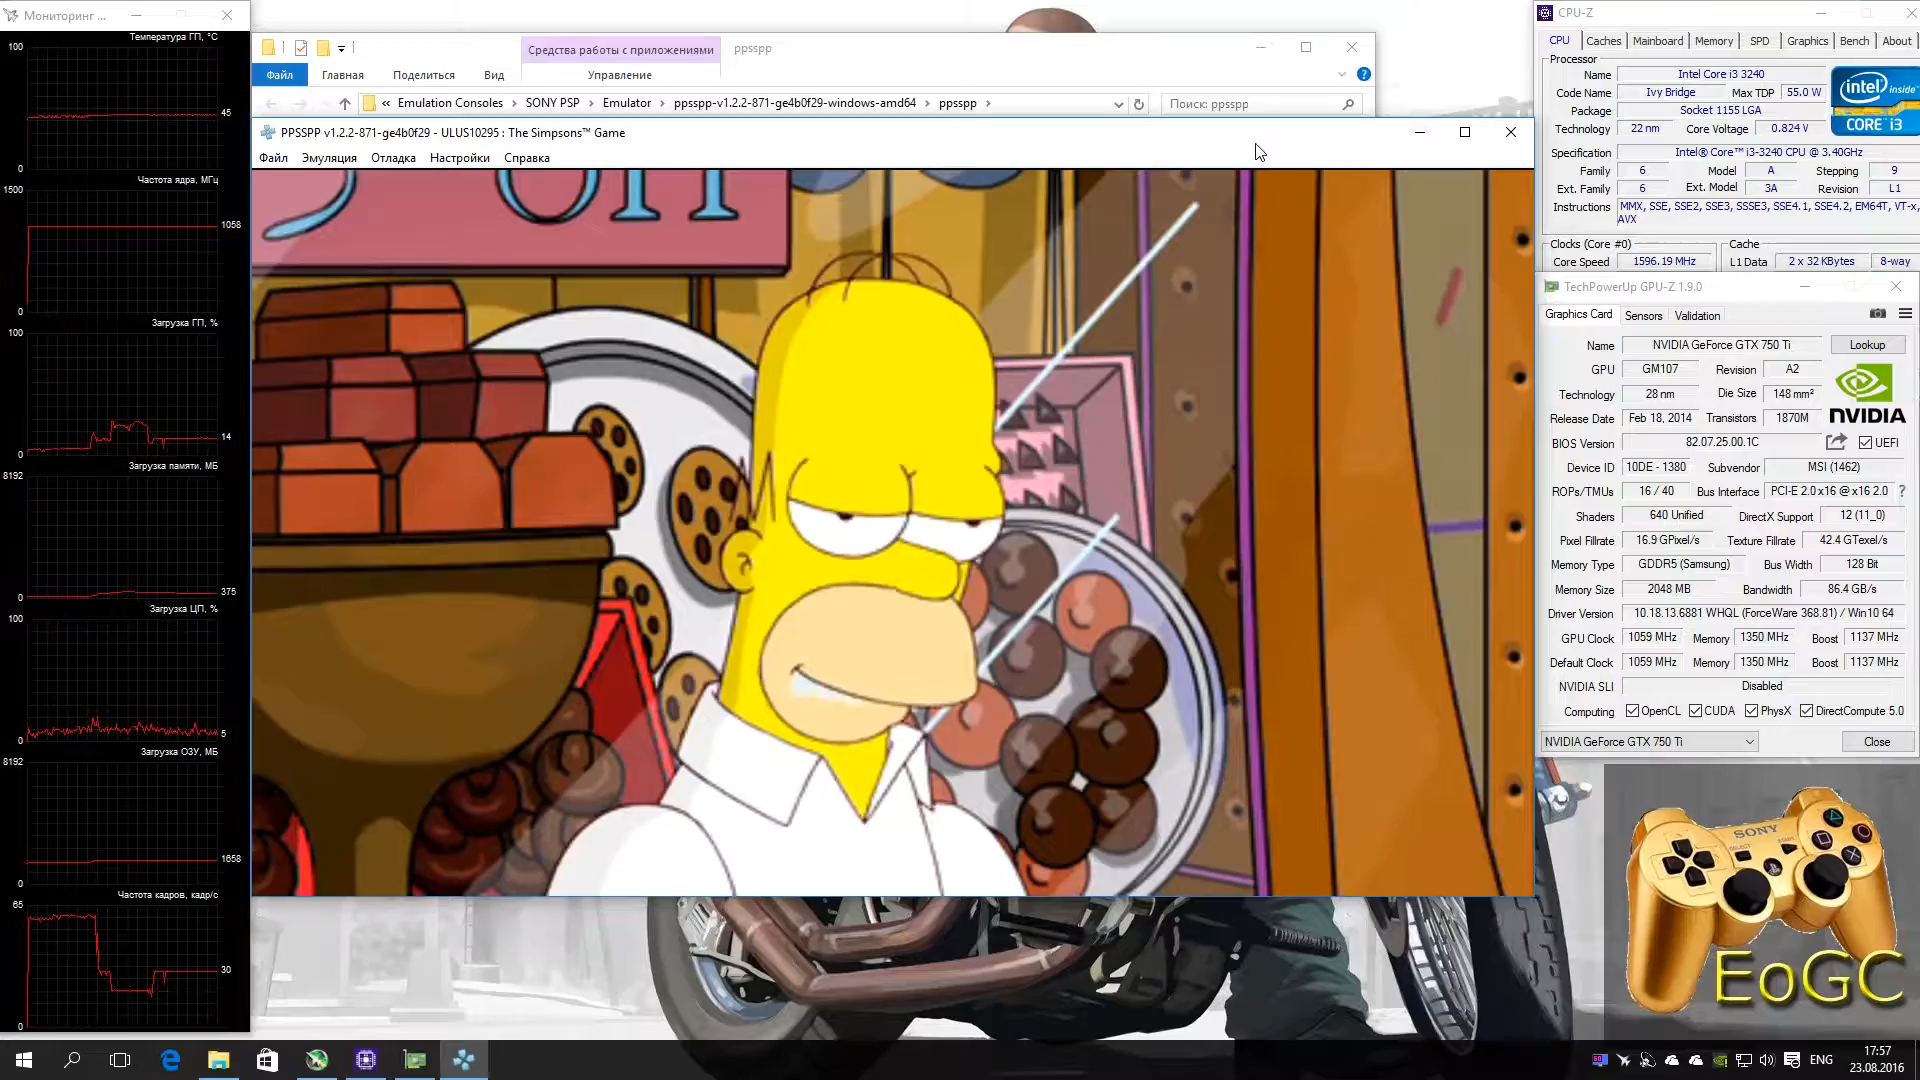 Мониторинг ...
Температура ГП, °C
100
45
0
Частота ядра, МГц
1500
1058
0
Загрузка ГП, %
100
14
0
Загрузка памяти, МБ
8192
375
0
Загрузка ЦП, %
100
5
0
Загрузка ОЗУ, МБ
8192
1658
0
Частота кадров, кадр/с
65
30
0
Средства работы с приложениями
ppsspp
Файл Главная Поделиться Вид Управление
« Emulation Consoles › SONY PSP › Emulator › ppsspp-v1.2.2-871-ge4b0f29-windows-amd64 › ppsspp ›
Поиск: ppsspp
PPSSPP v1.2.2-871-ge4b0f29 - ULUS10295 : The Simpsons™ Game
Файл Эмуляция Отладка Настройки Справка
CPU-Z
CPU Caches Mainboard Memory SPD Graphics Bench About
Processor
Name Intel Core i3 3240
Code Name Ivy Bridge Max TDP 55.0 W
Package Socket 1155 LGA
Technology 22 nm Core Voltage 0.824 V
intel inside™
CORE i3
Specification Intel® Core™ i3-3240 CPU @ 3.40GHz
Family 6 Model A Stepping 9
Ext. Family 6 Ext. Model 3A Revision L1
Instructions MMX, SSE, SSE2, SSE3, SSSE3, SSE4.1, SSE4.2, EM64T, VT-x,
AVX
Clocks (Core #0) Cache
Core Speed 1596.19 MHz L1 Data 2 x 32 KBytes 8-way
TechPowerUp GPU-Z 1.9.0
Graphics Card Sensors Validation
Name NVIDIA GeForce GTX 750 Ti Lookup
GPU GM107 Revision A2
Technology 28 nm Die Size 148 mm²
Release Date Feb 18, 2014 Transistors 1870M
NVIDIA
BIOS Version 82.07.25.00.1C UEFI
Device ID 10DE - 1380 Subvendor MSI (1462)
ROPs/TMUs 16 / 40 Bus Interface PCI-E 2.0 x16 @ x16 2.0 ?
Shaders 640 Unified DirectX Support 12 (11_0)
Pixel Fillrate 16.9 GPixel/s Texture Fillrate 42.4 GTexel/s
Memory Type GDDR5 (Samsung) Bus Width 128 Bit
Memory Size 2048 MB Bandwidth 86.4 GB/s
Driver Version 10.18.13.6881 WHQL (ForceWare 368.81) / Win10 64
GPU Clock 1059 MHz Memory 1350 MHz Boost 1137 MHz
Default Clock 1059 MHz Memory 1350 MHz Boost 1137 MHz
NVIDIA SLI Disabled
Computing OpenCL CUDA PhysX DirectCompute 5.0
NVIDIA GeForce GTX 750 Ti Close
SONY
SELECT
EoGC
ENG
17:57
23.08.2016